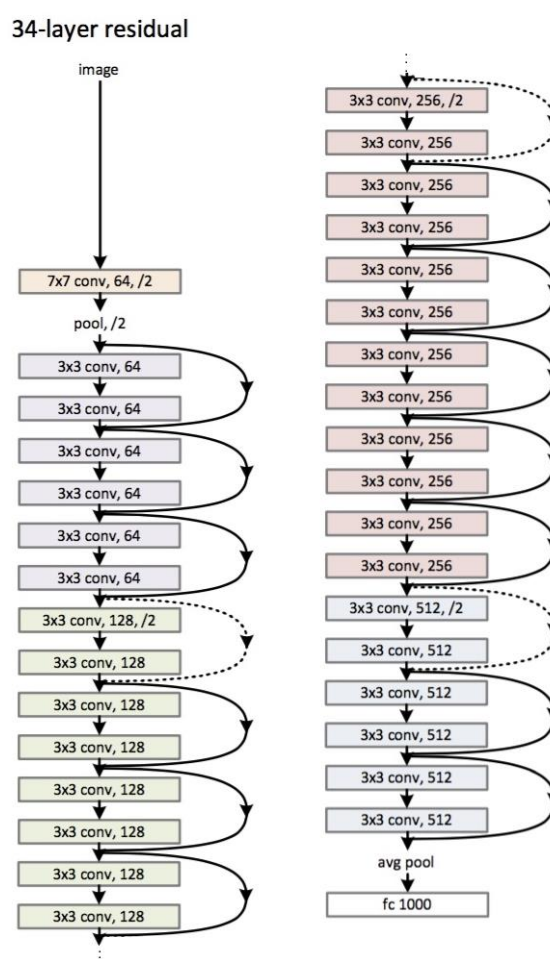 34-layer residual
image
7x7 conv, 64, /2
pool, /2
3x3 conv, 64
3x3 conv, 64
3x3 conv, 64
3x3 conv, 64
3x3 conv, 64
3x3 conv, 64
3x3 conv, 128, /2
3x3 conv, 128
3x3 conv, 128
3x3 conv, 128
3x3 conv, 128
3x3 conv, 128
3x3 conv, 128
3x3 conv, 128
3x3 conv, 256, /2
3x3 conv, 256
3x3 conv, 256
3x3 conv, 256
3x3 conv, 256
3x3 conv, 256
3x3 conv, 256
3x3 conv, 256
3x3 conv, 256
3x3 conv, 256
3x3 conv, 256
3x3 conv, 256
3x3 conv, 512, /2
3x3 conv, 512
3x3 conv, 512
3x3 conv, 512
3x3 conv, 512
3x3 conv, 512
avg pool
fc 1000